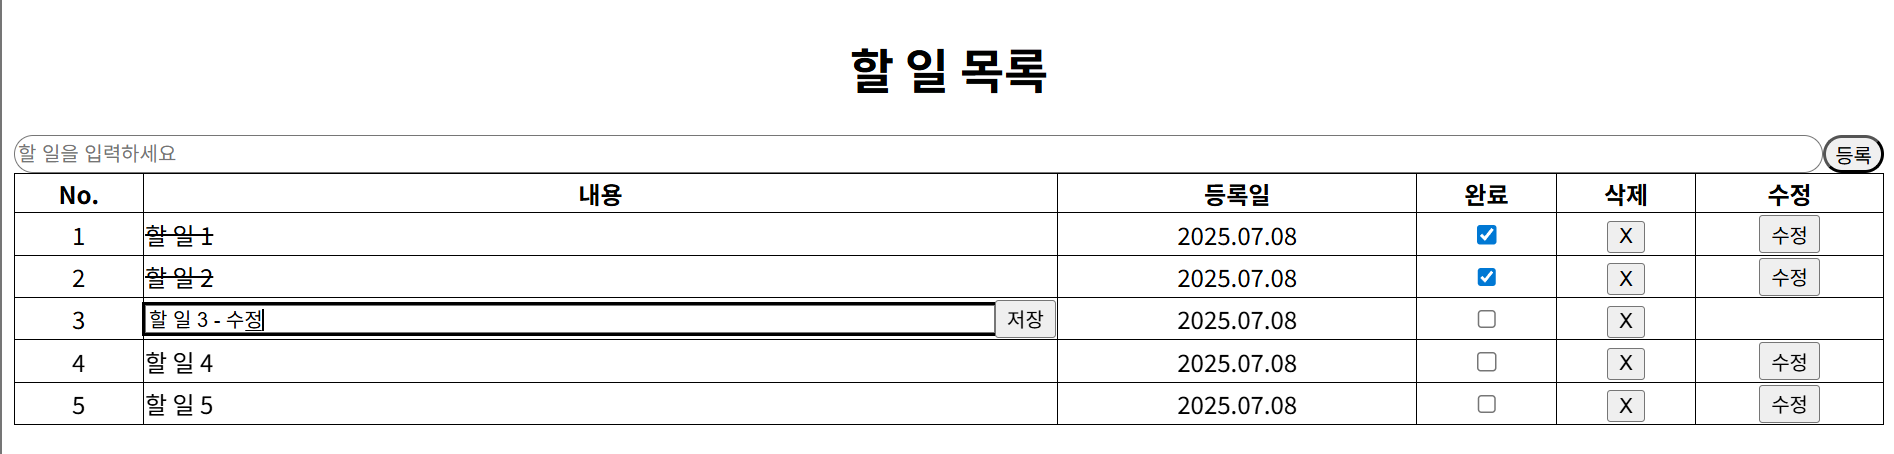 할 일 목록
할 일을 입력하세요 등록
No. 내용 등록일 완료 삭제 수정
1 할 일 1 2025.07.08 X 수정
2 할 일 2 2025.07.08 X 수정
3 할 일 3 - 수정 저장 2025.07.08 X
4 할 일 4 2025.07.08 X 수정
5 할 일 5 2025.07.08 X 수정